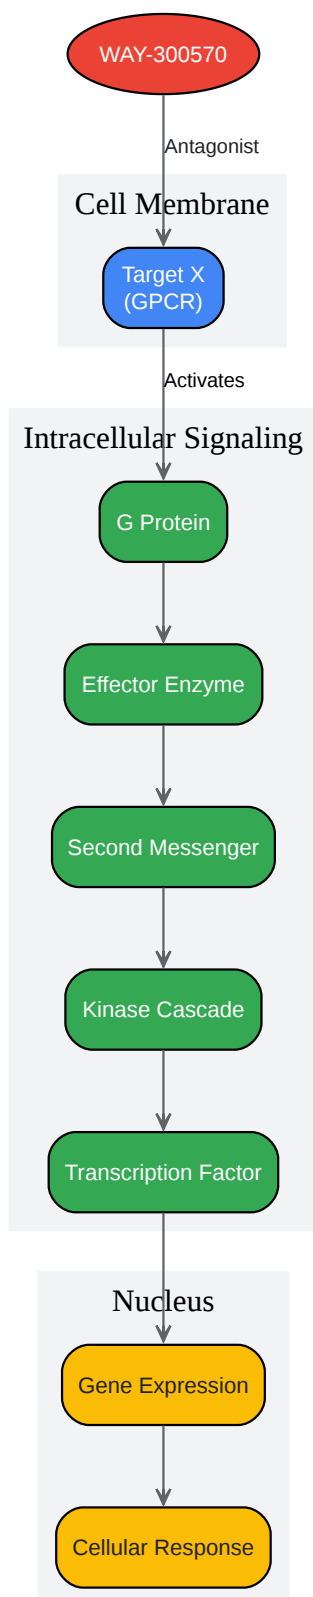 WAY-300570
Antagonist
Cell Membrane
Target X
(GPCR)
Activates
Intracellular Signaling
G Protein
Effector Enzyme
Second Messenger
Kinase Cascade
Transcription Factor
Nucleus
Gene Expression
Cellular Response